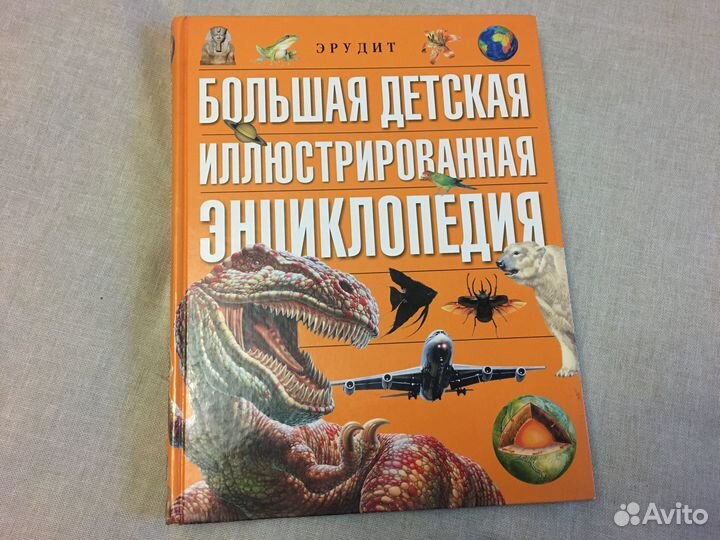 ЭРУДИТ
БОЛЬШАЯ ДЕТСКАЯ
ИЛЛЮСТРИРОВАННАЯ
ЭНЦИКЛОПЕДИЯ
Avito